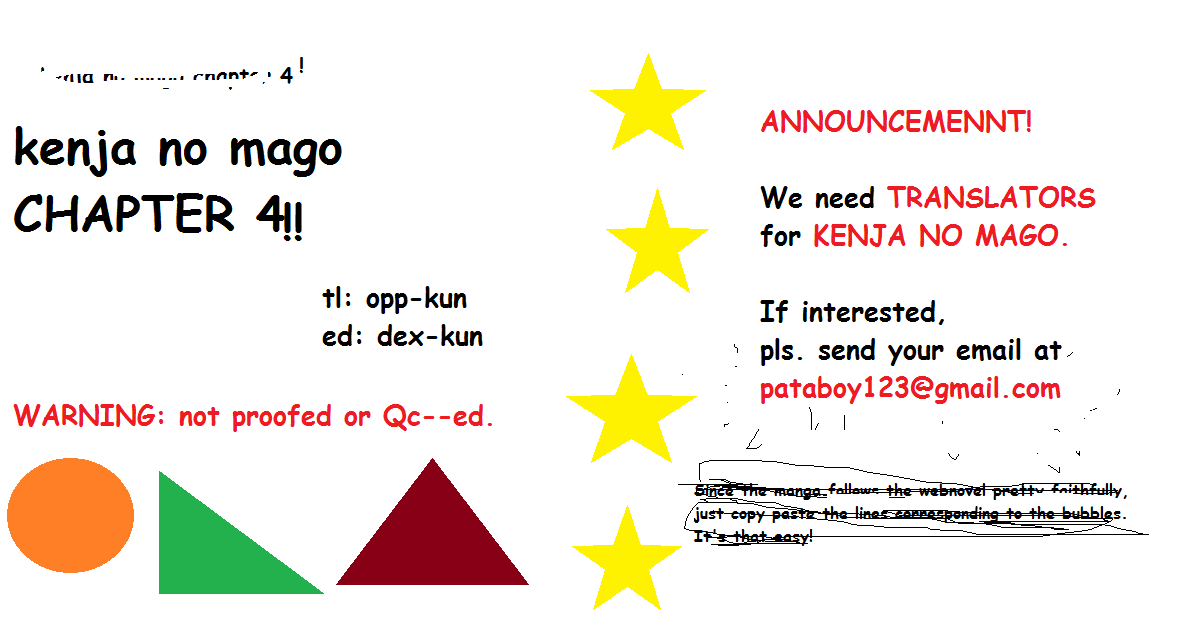 kenja no mago chapter 4!
kenja no mago
CHAPTER 4!!
tl: opp-kun
ed: dex-kun
WARNING: not proofed or Qc--ed.
ANNOUNCEMENNT!
We need TRANSLATORS
for KENJA NO MAGO.
If interested,
pls. send your email at
pataboy123@gmail.com
Since the manga follows the webnovel pretty faithfully,
just copy paste the lines corresponding to the bubbles.
It's that easy!